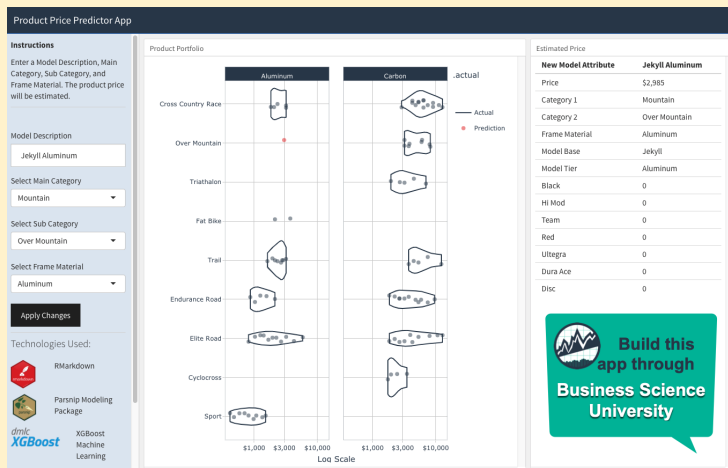 Product Price Predictor App
Instructions
Enter a Model Description, Main
Category, Sub Category, and
Frame Material. The product price
will be estimated.
Model Description
Jekyll Aluminum
Select Main Category
Mountain
Select Sub Category
Over Mountain
Select Frame Material
Aluminum
Apply Changes
Technologies Used:
RMarkdown
Parsnip Modeling
Package
dmlc
XGBoost
XGBoost
Machine
Learning
Product Portfolio
Aluminum
Carbon
.actual
Actual
Prediction
Cross Country Race
Over Mountain
Triathalon
Fat Bike
Trail
Endurance Road
Elite Road
Cyclocross
Sport
$1,000 $3,000 $10,000
$1,000 $3,000 $10,000
Log Scale
Estimated Price
New Model Attribute Jekyll Aluminum
Price $2,985
Category 1 Mountain
Category 2 Over Mountain
Frame Material Aluminum
Model Base Jekyll
Model Tier Aluminum
Black 0
Hi Mod 0
Team 0
Red 0
Ultegra 0
Dura Ace 0
Disc 0
Build this
app through
Business Science
University